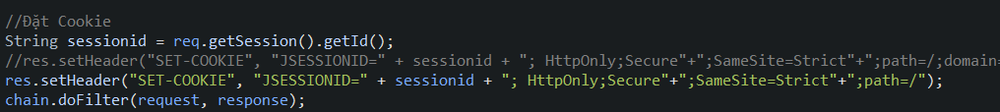 //Đặt Cookie
String sessionid = req.getSession().getId();
//res.setHeader("SET-COOKIE", "JSESSIONID=" + sessionid + "; HttpOnly;Secure"+";SameSite=Strict"+";path=/;domain=
res.setHeader("SET-COOKIE", "JSESSIONID=" + sessionid + "; HttpOnly;Secure"+";SameSite=Strict"+";path=/");
chain.doFilter(request, response);